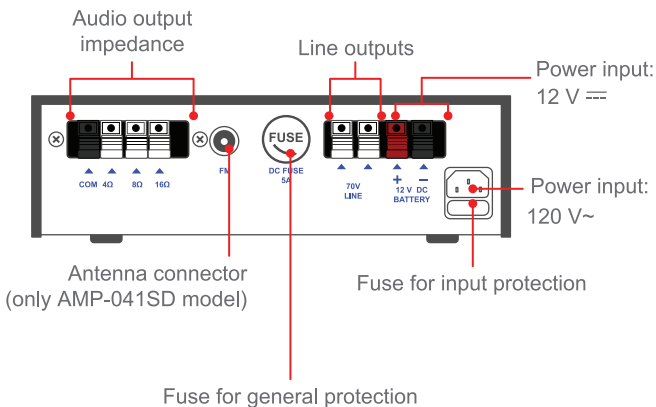 Audio output
impedance
Line outputs
Power input:
12 V ⎓
FUSE
COM 4Ω 8Ω 16Ω
FM
DC FUSE
5A
70V
LINE
+ −
12 V DC
BATTERY
Power input:
120 V~
Antenna connector
(only AMP-041SD model)
Fuse for input protection
Fuse for general protection